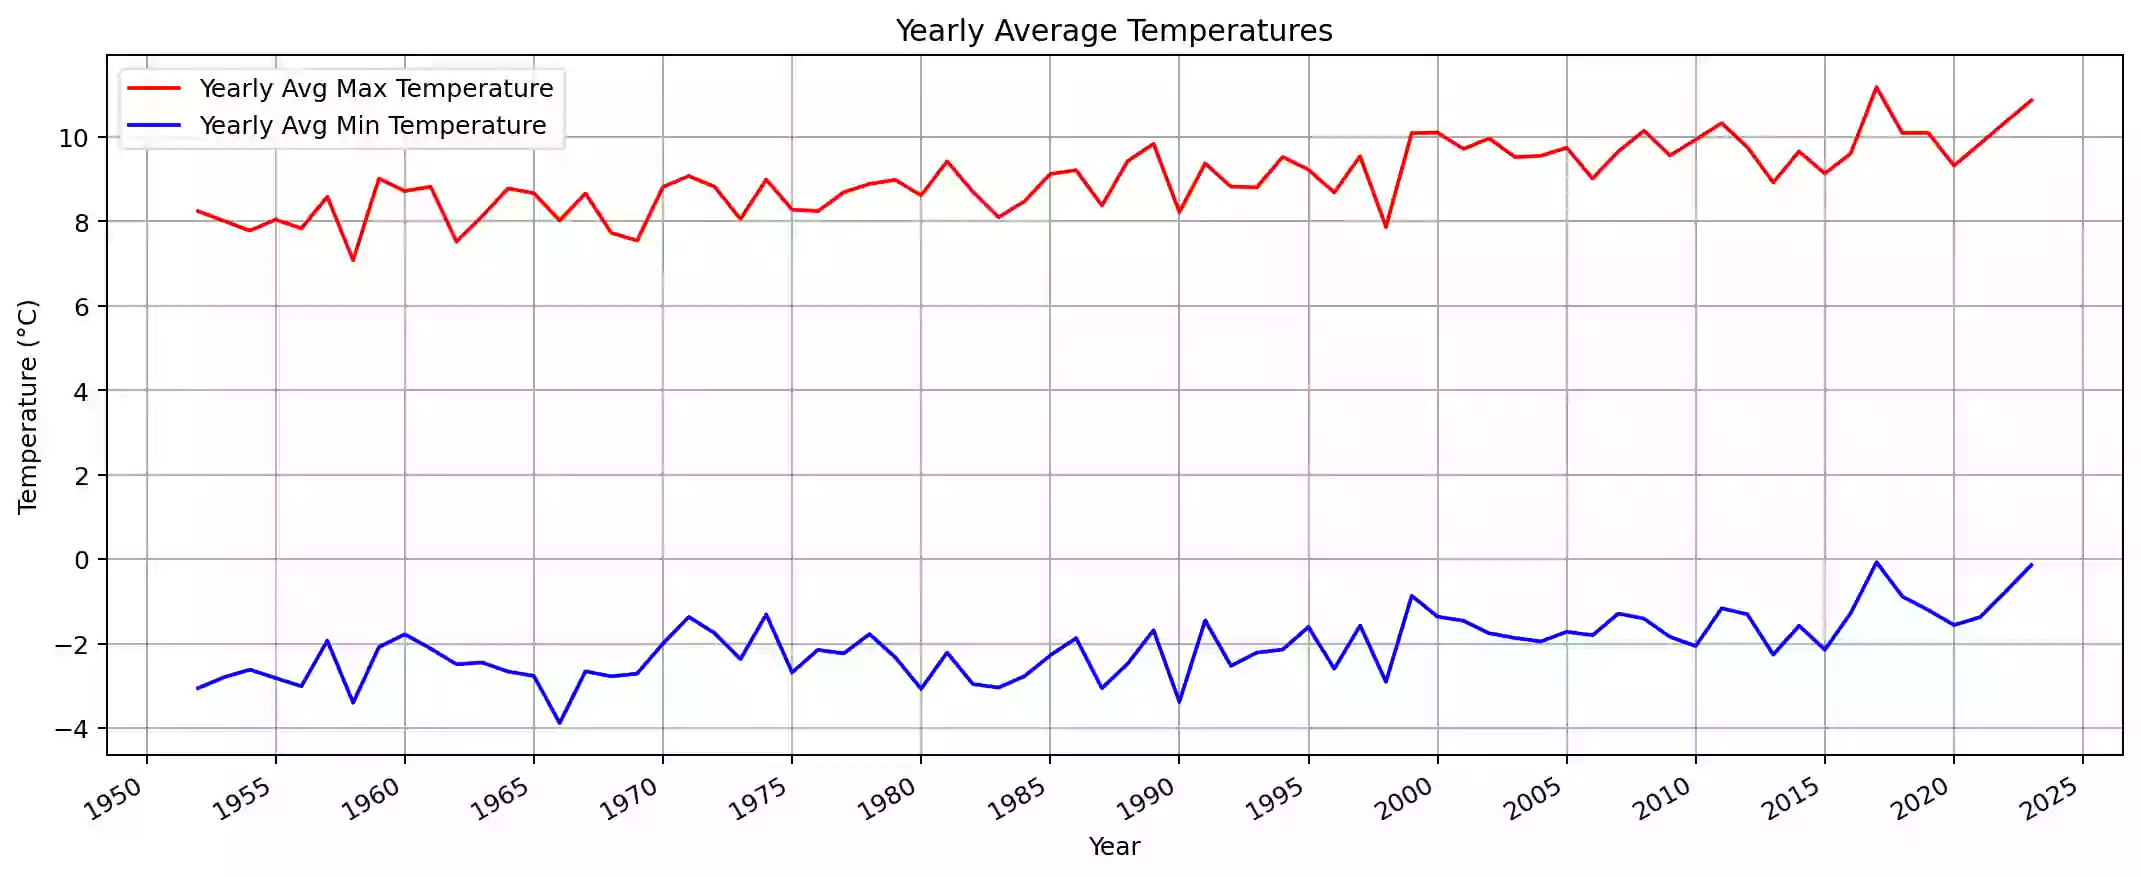 Yearly Average Temperatures
Yearly Avg Max Temperature
Yearly Avg Min Temperature
10
8
6
4
2
0
−2
−4
Temperature (°C)
1950 1955 1960 1965 1970 1975 1980 1985 1990 1995 2000 2005 2010 2015 2020 2025
Year